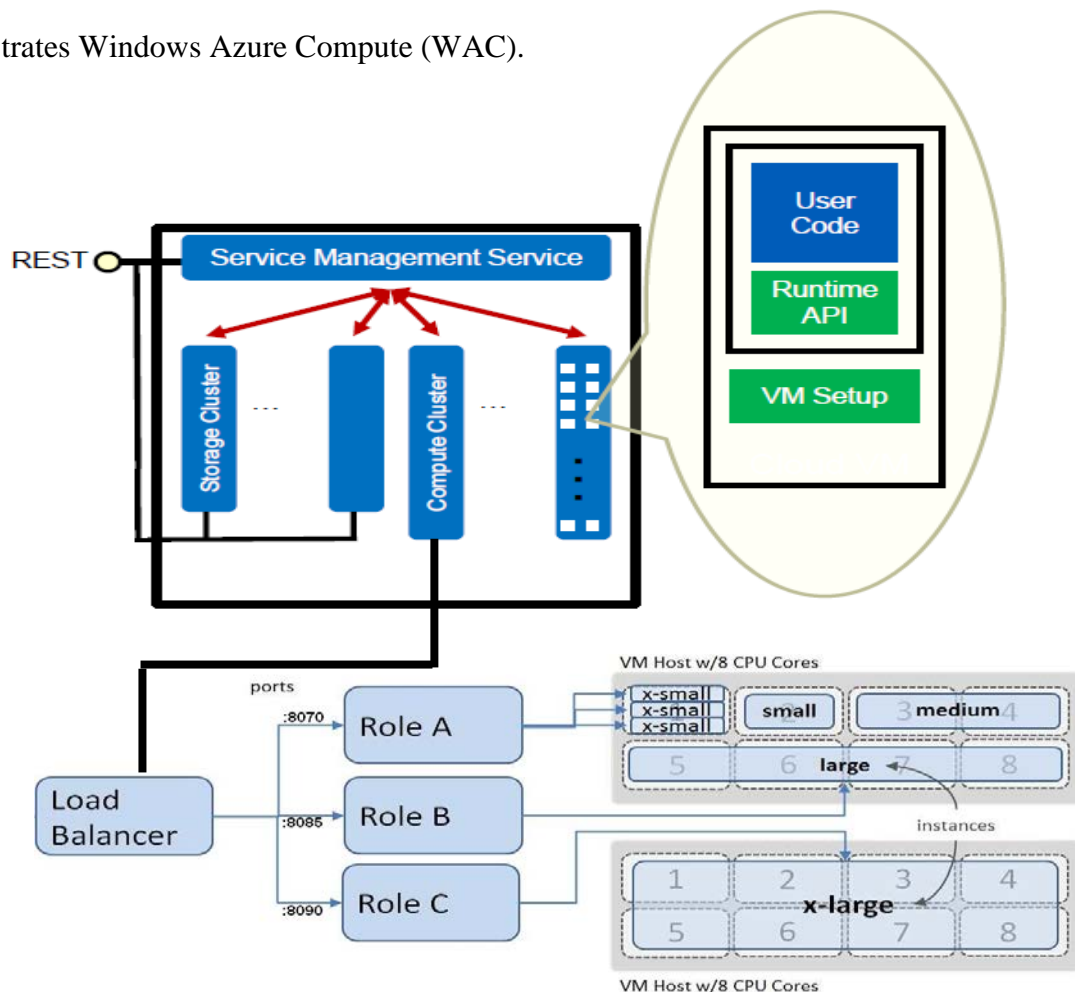 trates Windows Azure Compute (WAC).
User
Code
Runtime
API
VM Setup
REST
Service Management Service
Storage Cluster
...
Compute Cluster
...
VM Host w/8 CPU Cores
ports
:8070
Role A
x-small
x-small
x-small
1
2
small
3
medium
4
5
6
large
7
8
Load
Balancer
:8085
Role B
instances
:8090
Role C
1
2
3
4
x-large
5
6
7
8
VM Host w/8 CPU Cores